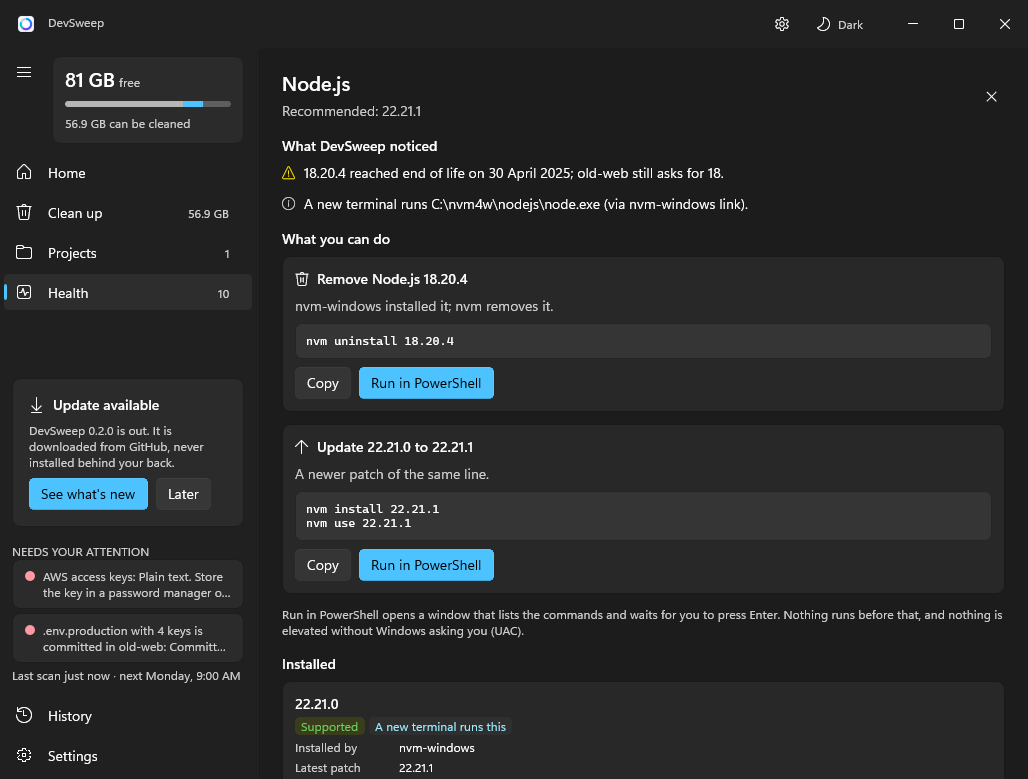 DevSweep
Dark
81 GB free
56.9 GB can be cleaned
Home
Clean up 56.9 GB
Projects 1
Health 10
Update available
DevSweep 0.2.0 is out. It is
downloaded from GitHub, never
installed behind your back.
See what's new
Later
NEEDS YOUR ATTENTION
AWS access keys: Plain text. Store
the key in a password manager o...
.env.production with 4 keys is
committed in old-web: Committ...
Last scan just now · next Monday, 9:00 AM
History
Settings
Node.js
Recommended: 22.21.1
What DevSweep noticed
18.20.4 reached end of life on 30 April 2025; old-web still asks for 18.
A new terminal runs C:\nvm4w\nodejs\node.exe (via nvm-windows link).
What you can do
Remove Node.js 18.20.4
nvm-windows installed it; nvm removes it.
nvm uninstall 18.20.4
Copy
Run in PowerShell
Update 22.21.0 to 22.21.1
A newer patch of the same line.
nvm install 22.21.1
nvm use 22.21.1
Copy
Run in PowerShell
Run in PowerShell opens a window that lists the commands and waits for you to press Enter. Nothing runs before that, and nothing is
elevated without Windows asking you (UAC).
Installed
22.21.0
Supported
A new terminal runs this
Installed by nvm-windows
Latest patch 22.21.1